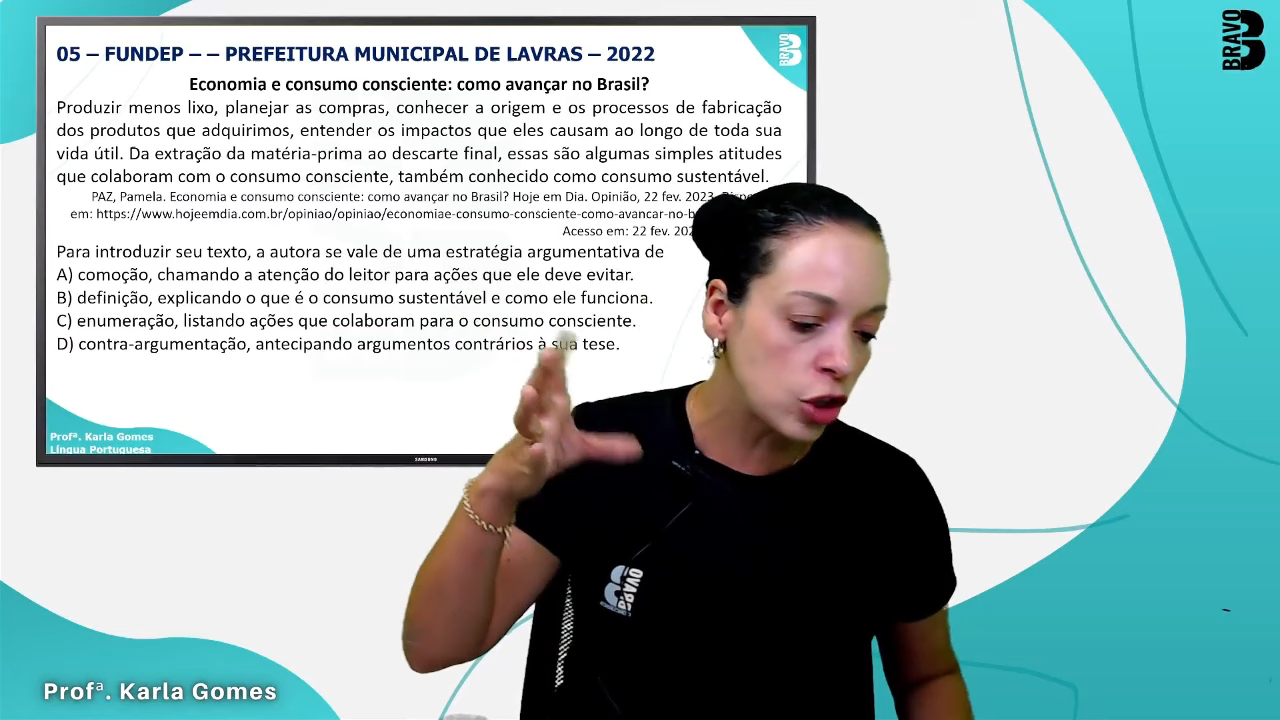 05 – FUNDEP – – PREFEITURA MUNICIPAL DE LAVRAS – 2022
Economia e consumo consciente: como avançar no Brasil?
Produzir menos lixo, planejar as compras, conhecer a origem e os processos de fabricação
dos produtos que adquirimos, entender os impactos que eles causam ao longo de toda sua
vida útil. Da extração da matéria-prima ao descarte final, essas são algumas simples atitudes
que colaboram com o consumo consciente, também conhecido como consumo sustentável.
PAZ, Pamela. Economia e consumo consciente: como avançar no Brasil? Hoje em Dia. Opinião, 22 fev. 2023.
em: https://www.hojeemdia.com.br/opiniao/opiniao/economiae-consumo-consciente-como-avancar-no-b
Acesso em: 22 fev. 202
Para introduzir seu texto, a autora se vale de uma estratégia argumentativa de
A) comoção, chamando a atenção do leitor para ações que ele deve evitar.
B) definição, explicando o que é o consumo sustentável e como ele funciona.
C) enumeração, listando ações que colaboram para o consumo consciente.
D) contra-argumentação, antecipando argumentos contrários à sua tese.
Profª. Karla Gomes
Língua Portuguesa
SAMSUNG
BRAVO
BRAVO
BRAVO
Profª. Karla Gomes